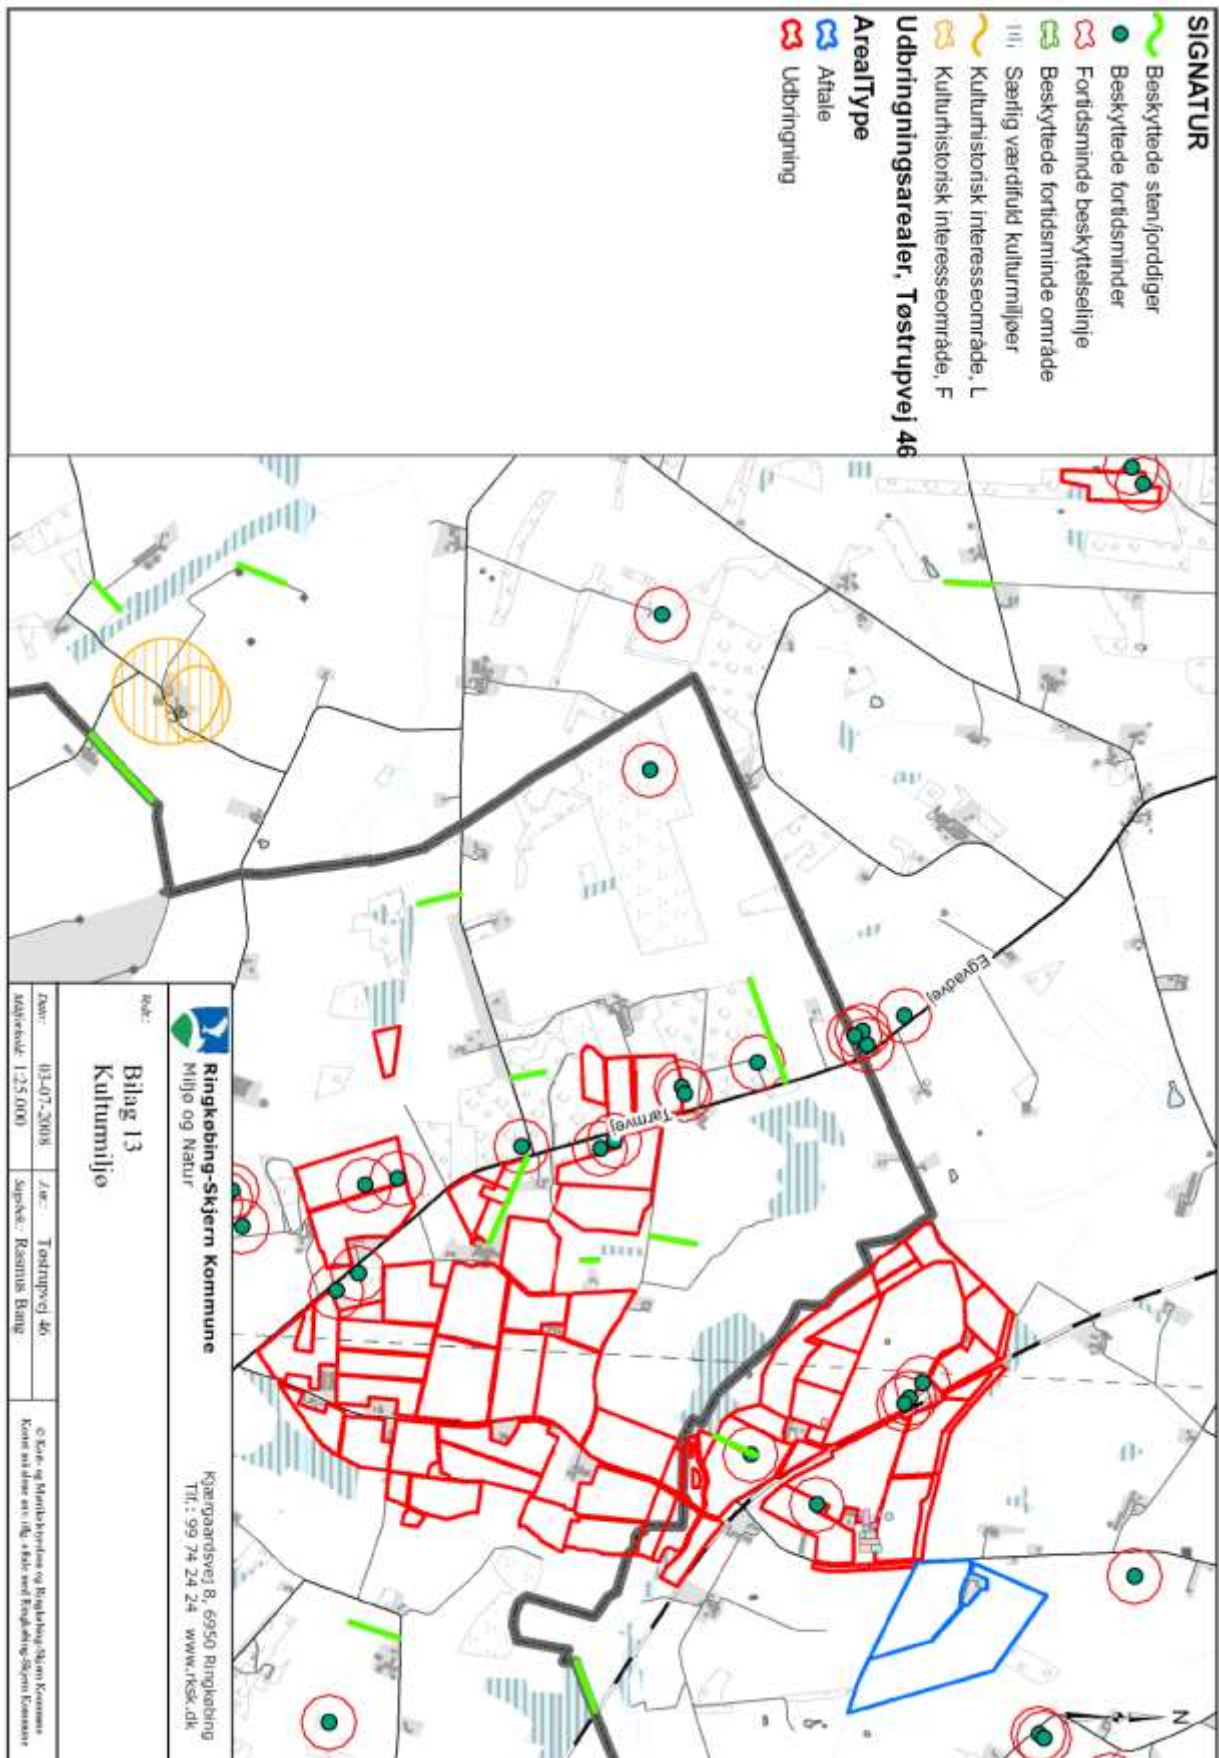 SIGNATUR
Beskyttede sten/jorddiger
Beskyttede fortidsminder
Fortidsminde beskyttelselinje
Beskyttede fortidsminde område
Særlig værdifuld kulturmiljøer
Kulturhistorisk interesseområde, L
Kulturhistorisk interesseområde, F
Udbringningsarealer, Tøstrupvej 46
ArealType
Aftale
Udbringning
Egvadvej
Tarmvej
N
Ringkøbing-Skjern Kommune
Miljø og Natur
Kjærgaardsvej 8, 6950 Ringkøbing
Tlf.: 99 74 24 24 www.rksk.dk
Bilag 13
Kulturmiljø
Dato: 03-07-2008
J.nr.: Tøstrupvej 46
Målforhold: 1:25.000
Sagsbeh.: Rasmus Bang